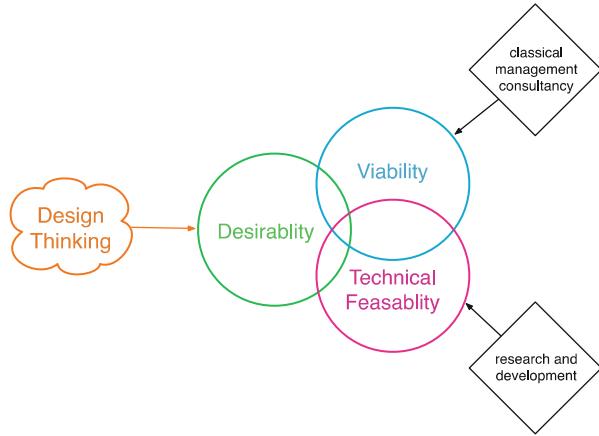 classical
management
consultancy
Viability
Design
Thinking
Desirablity
Technical
Feasablity
research and
development